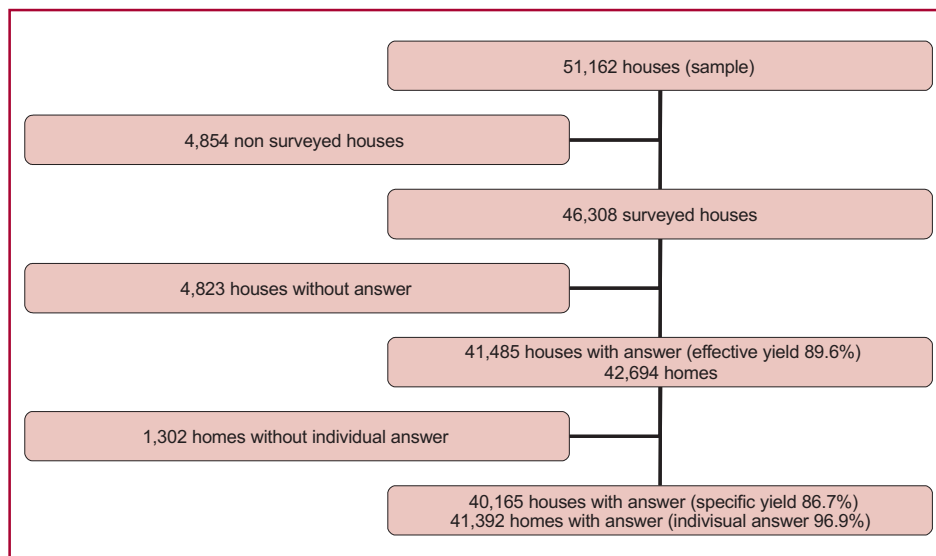 51,162 houses (sample)
4,854 non surveyed houses
46,308 surveyed houses
4,823 houses without answer
41,485 houses with answer (effective yield 89.6%)
42,694 homes
1,302 homes without individual answer
40,165 houses with answer (specific yield 86.7%)
41,392 homes with answer (indivisual answer 96.9%)